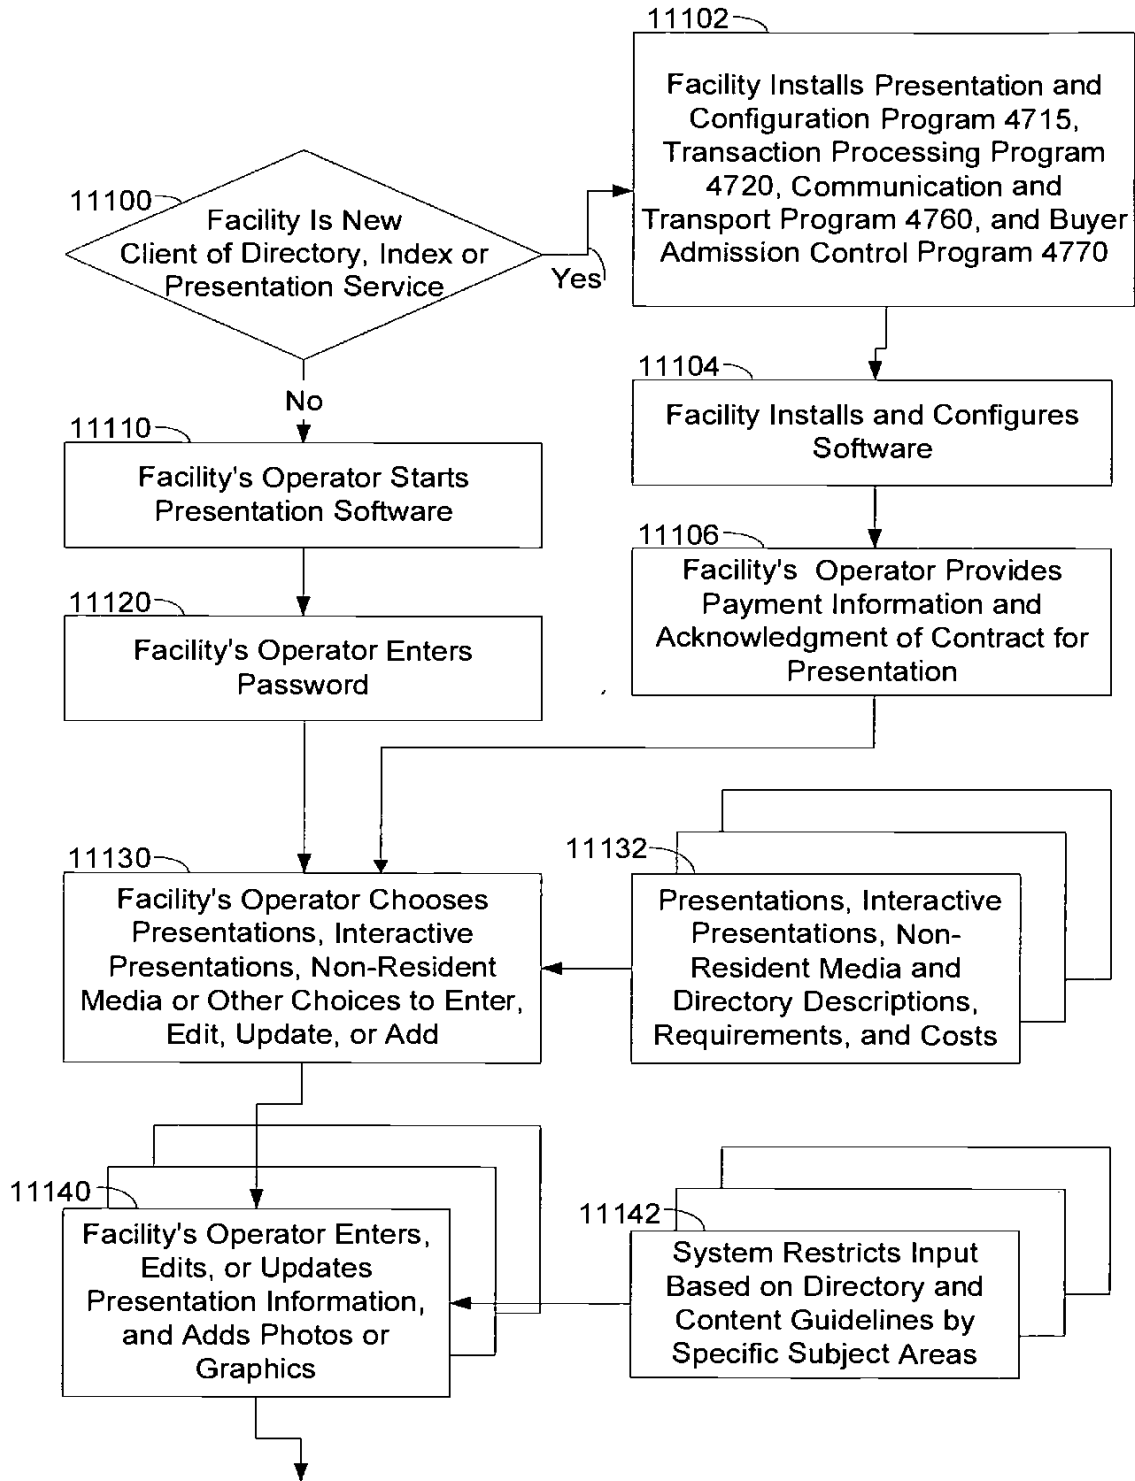 11102
Facility Installs Presentation and
Configuration Program 4715,
Transaction Processing Program
4720, Communication and
Transport Program 4760, and Buyer
Admission Control Program 4770
11100
Facility Is New
Client of Directory, Index or
Presentation Service
Yes
No
11104
Facility Installs and Configures
Software
11110
Facility's Operator Starts
Presentation Software
11106
Facility's Operator Provides
Payment Information and
Acknowledgment of Contract for
Presentation
11120
Facility's Operator Enters
Password
11130
Facility's Operator Chooses
Presentations, Interactive
Presentations, Non-Resident
Media or Other Choices to Enter,
Edit, Update, or Add
11132
Presentations, Interactive
Presentations, Non-
Resident Media and
Directory Descriptions,
Requirements, and Costs
11140
Facility's Operator Enters,
Edits, or Updates
Presentation Information,
and Adds Photos or
Graphics
11142
System Restricts Input
Based on Directory and
Content Guidelines by
Specific Subject Areas